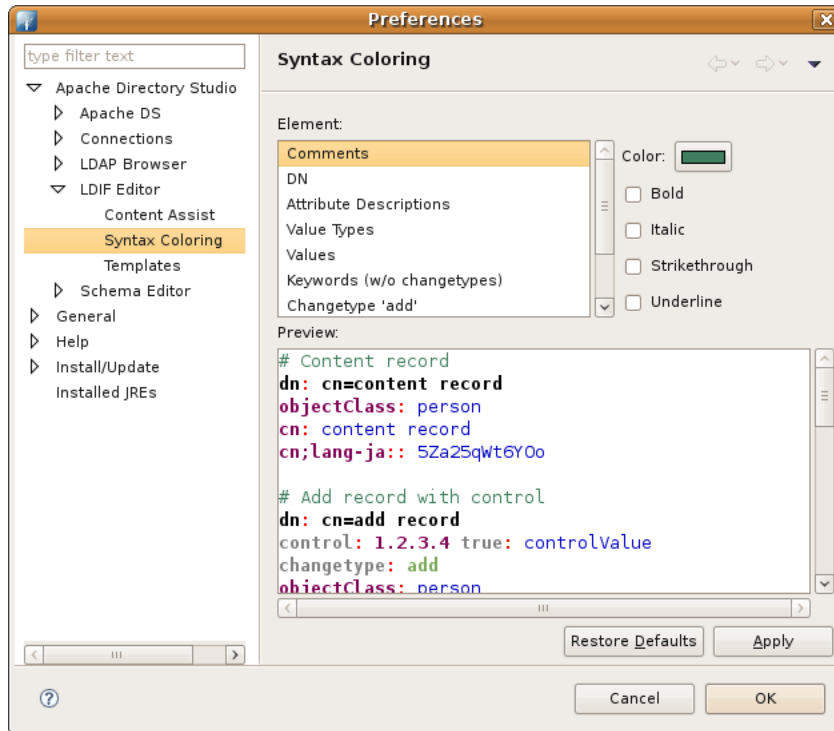 Preferences
type filter text
Apache Directory Studio
Apache DS
Connections
LDAP Browser
LDIF Editor
Content Assist
Syntax Coloring
Templates
Schema Editor
General
Help
Install/Update
Installed JREs
Syntax Coloring
Element:
Comments
DN
Attribute Descriptions
Value Types
Values
Keywords (w/o changetypes)
Changetype 'add'
Color:
Bold
Italic
Strikethrough
Underline
Preview:
# Content record
dn: cn=content record
objectClass: person
cn: content record
cn;lang-ja:: 5Za25qWt6YOo
# Add record with control
dn: cn=add record
control: 1.2.3.4 true: controlValue
changetype: add
objectClass: person
Restore Defaults
Apply
Cancel
OK